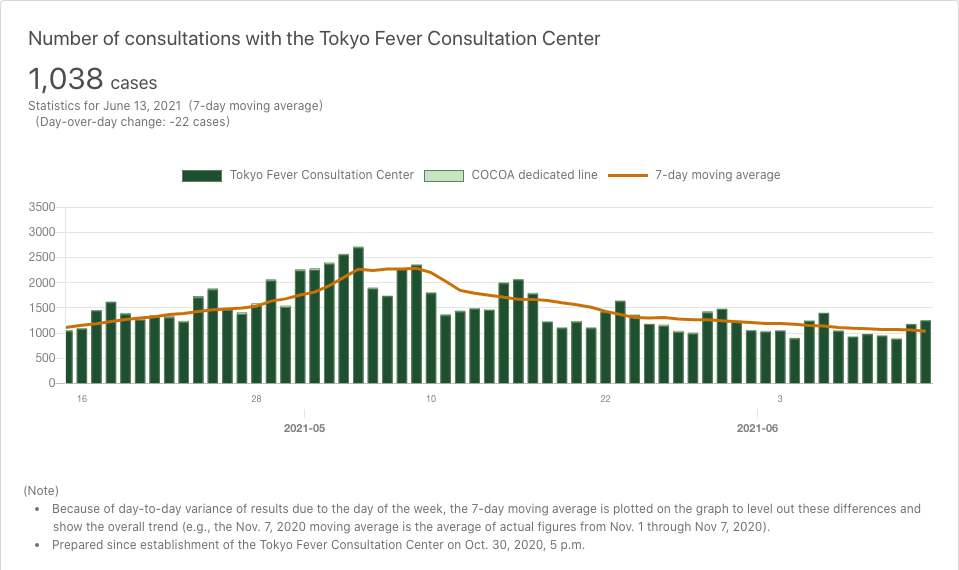 Number of consultations with the Tokyo Fever Consultation Center
1,038 cases
Statistics for June 13, 2021 (7-day moving average)
(Day-over-day change: -22 cases)
Tokyo Fever Consultation Center
COCOA dedicated line
7-day moving average
3500
3000
2500
2000
1500
1000
500
0
16
28
10
22
3
2021-05
2021-06
(Note)
• Because of day-to-day variance of results due to the day of the week, the 7-day moving average is plotted on the graph to level out these differences and
show the overall trend (e.g., the Nov. 7, 2020 moving average is the average of actual figures from Nov. 1 through Nov 7, 2020).
• Prepared since establishment of the Tokyo Fever Consultation Center on Oct. 30, 2020, 5 p.m.